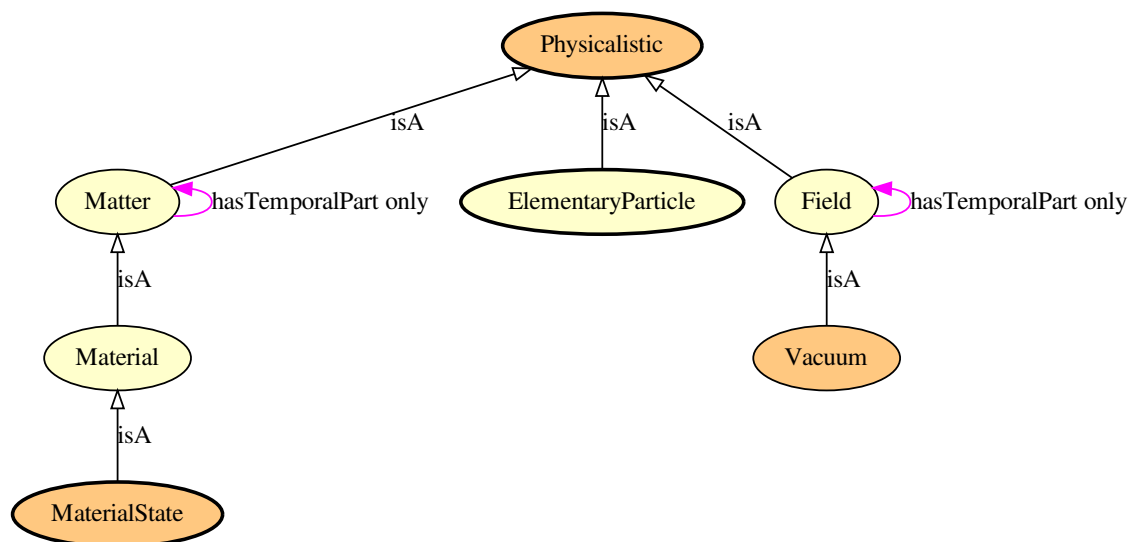 Physicalistic
isA
isA
isA
Matter
hasTemporalPart only
ElementaryParticle
Field
hasTemporalPart only
isA
isA
Material
Vacuum
isA
MaterialState